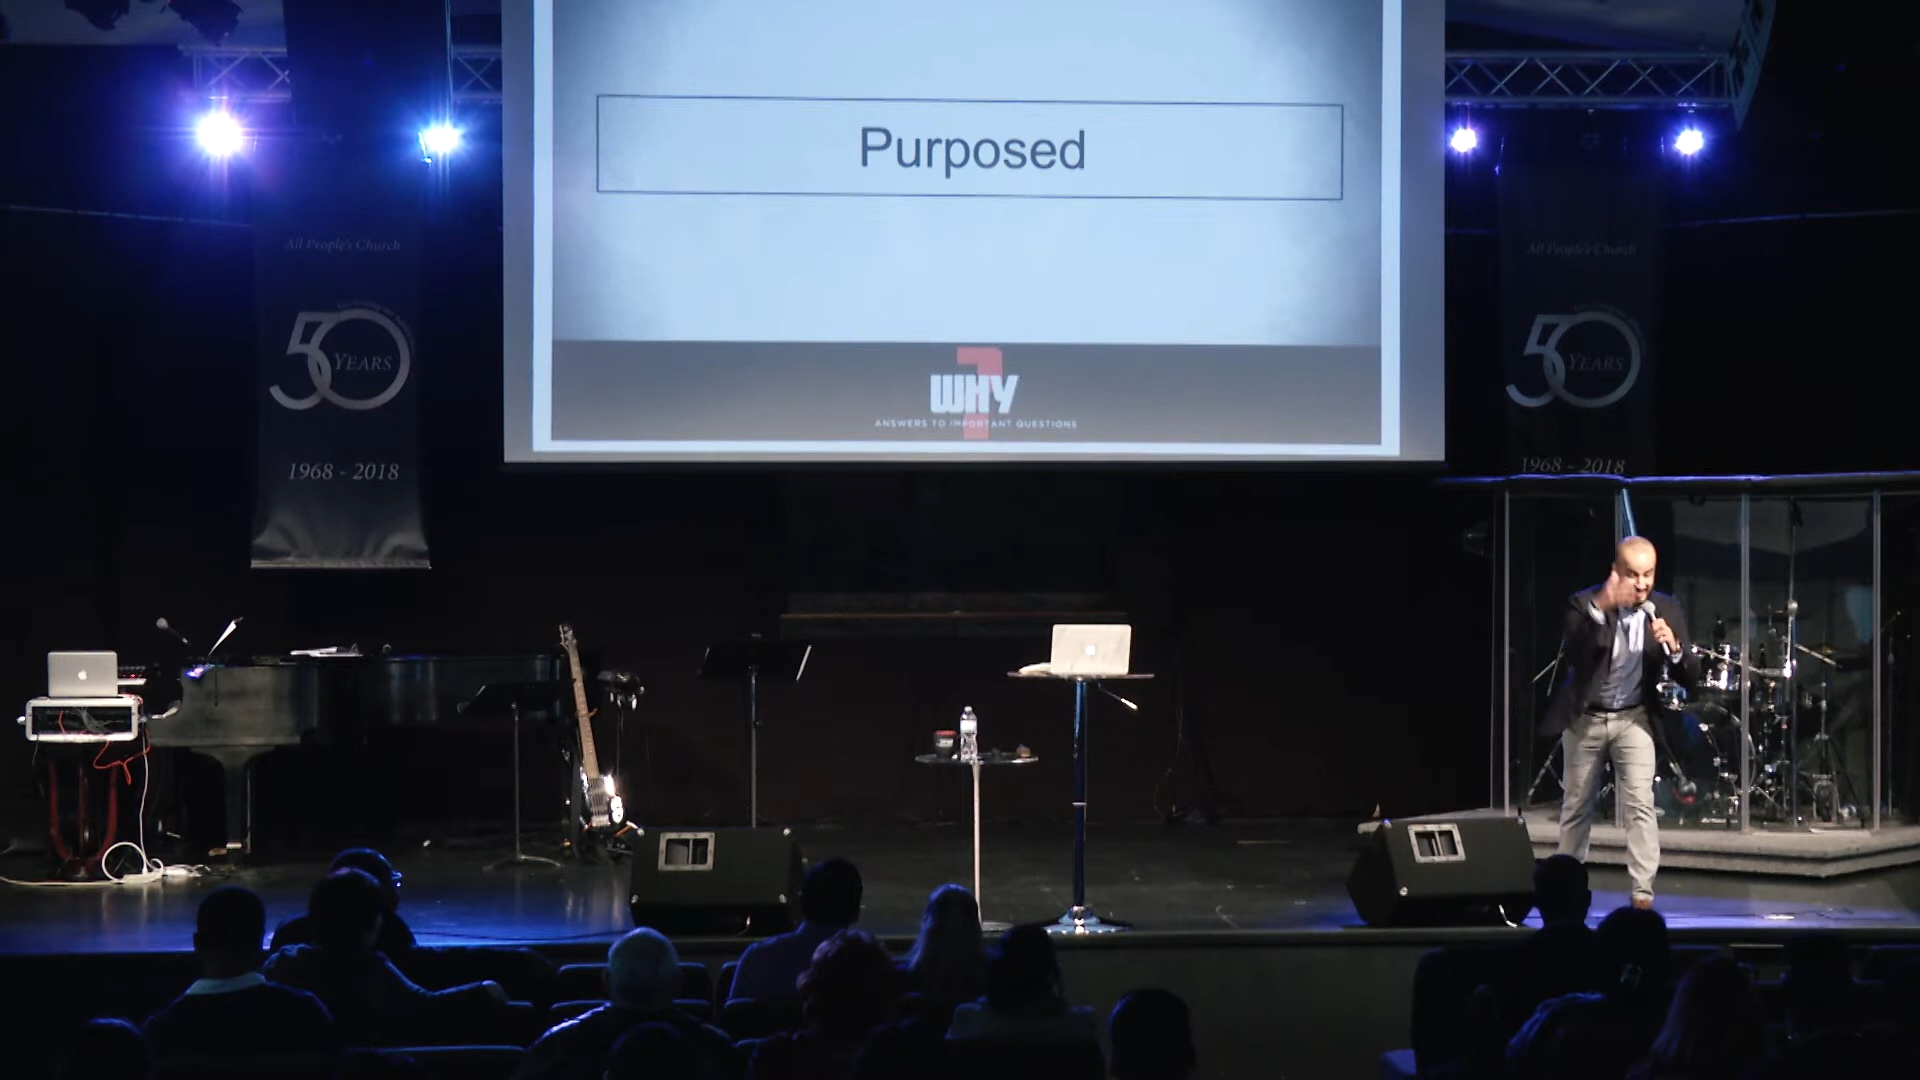 Purposed
WHY
ANSWERS TO IMPORTANT QUESTIONS
All People's Church
50
YEARS
1968 - 2018
All People's Church
50
YEARS
1968 - 2018